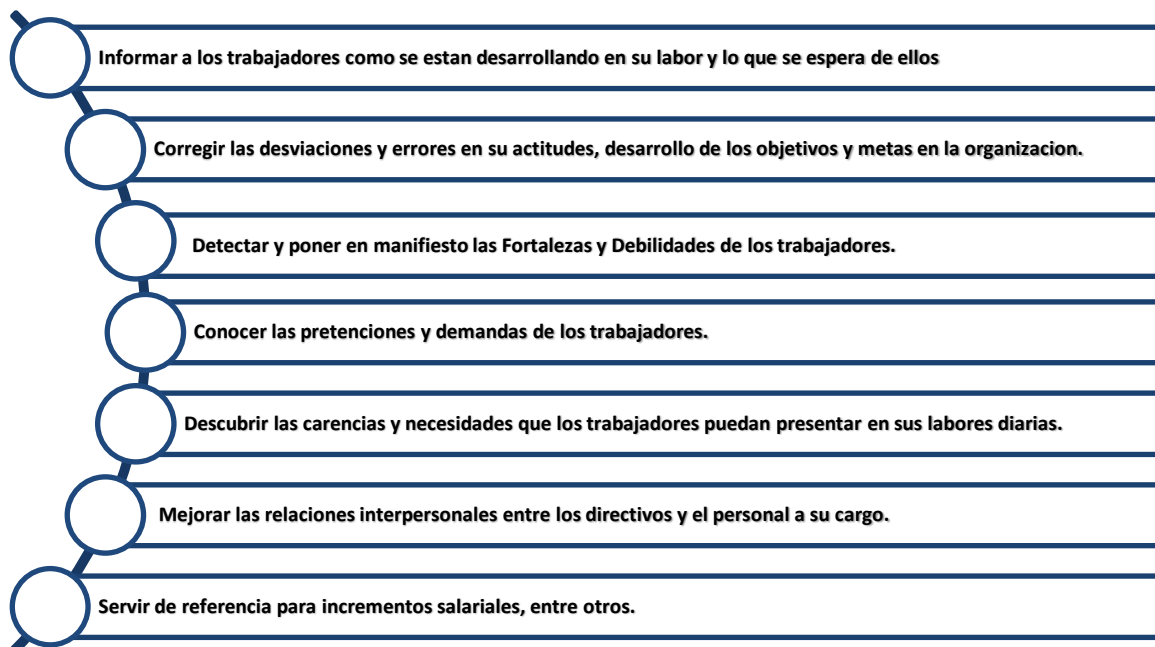 Informar a los trabajadores como se estan desarrollando en su labor y lo que se espera de ellos
Corregir las desviaciones y errores en su actitudes, desarrollo de los objetivos y metas en la organizacion.
Detectar y poner en manifiesto las Fortalezas y Debilidades de los trabajadores.
Conocer las pretenciones y demandas de los trabajadores.
Descubrir las carencias y necesidades que los trabajadores puedan presentar en sus labores diarias.
Mejorar las relaciones interpersonales entre los directivos y el personal a su cargo.
Servir de referencia para incrementos salariales, entre otros.